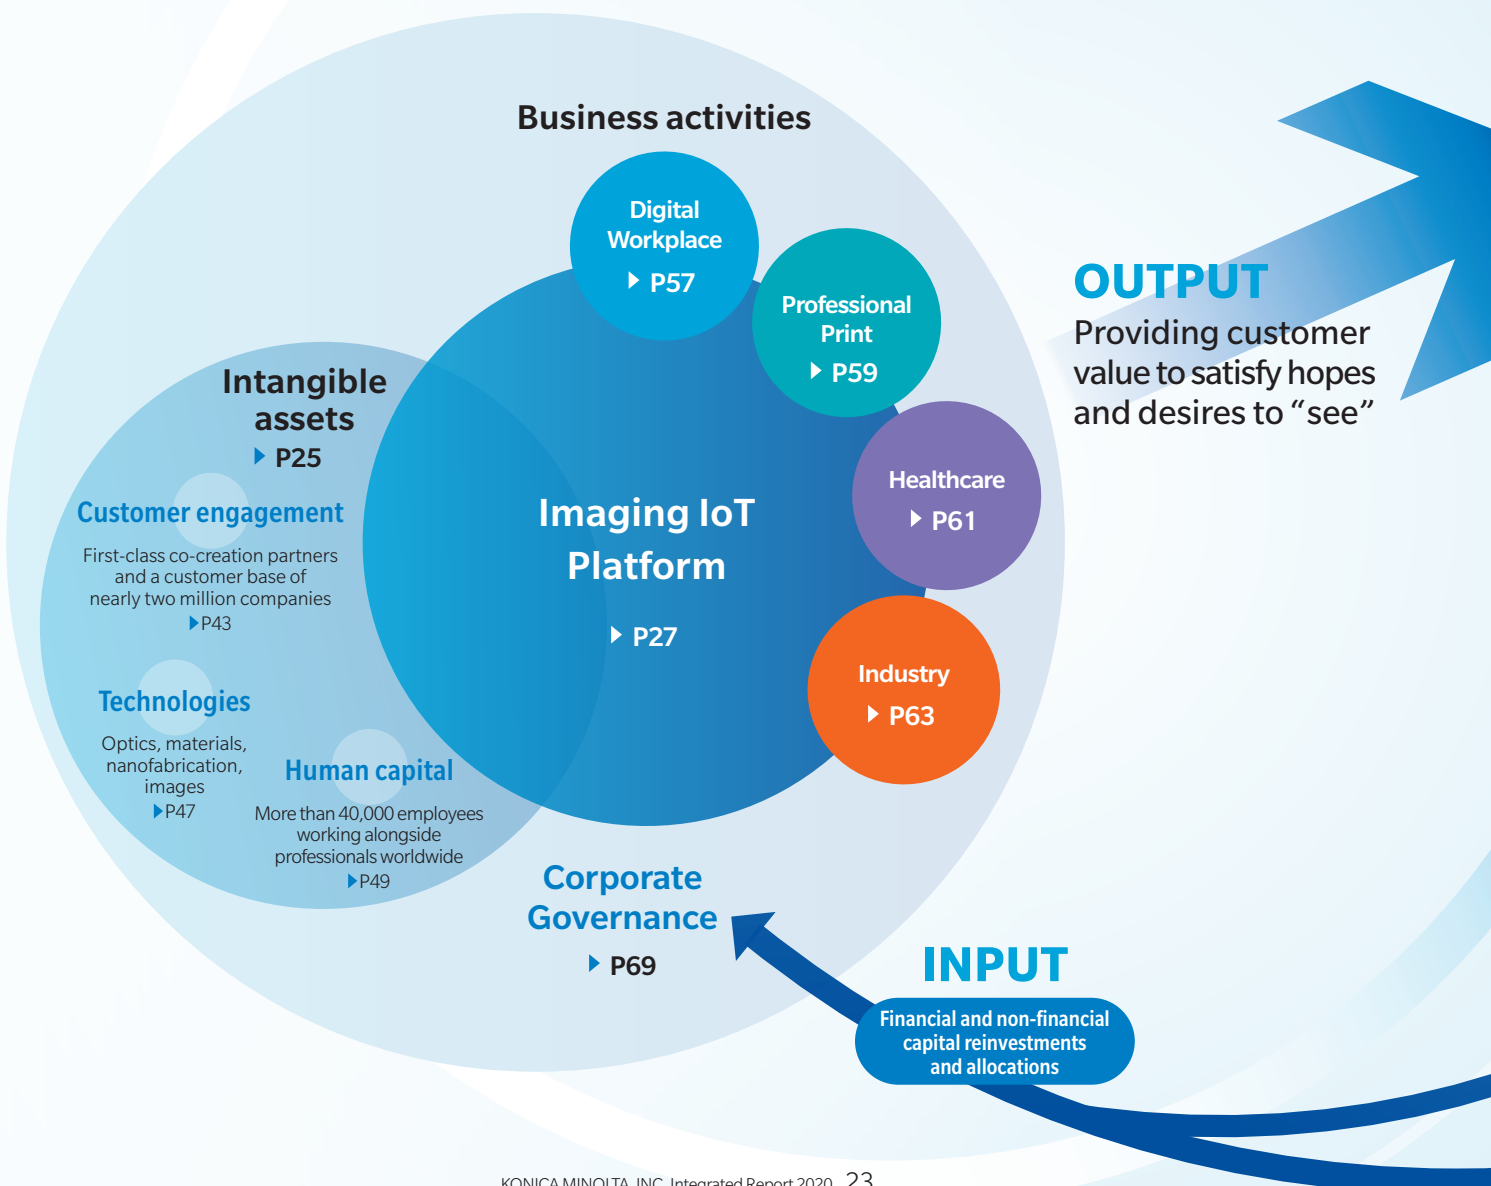 Business activities
Digital
Workplace
P57
Professional
Print
P59
Healthcare
P61
Industry
P63
Imaging IoT
Platform
P27
Intangible
assets
P25
Customer engagement
First-class co-creation partners
and a customer base of
nearly two million companies
P43
Technologies
Optics, materials,
nanofabrication,
images
P47
Human capital
More than 40,000 employees
working alongside
professionals worldwide
P49
Corporate
Governance
P69
OUTPUT
Providing customer
value to satisfy hopes
and desires to “see”
INPUT
Financial and non-financial
capital reinvestments
and allocations
KONICA MINOLTA, INC. Integrated Report 2020 23